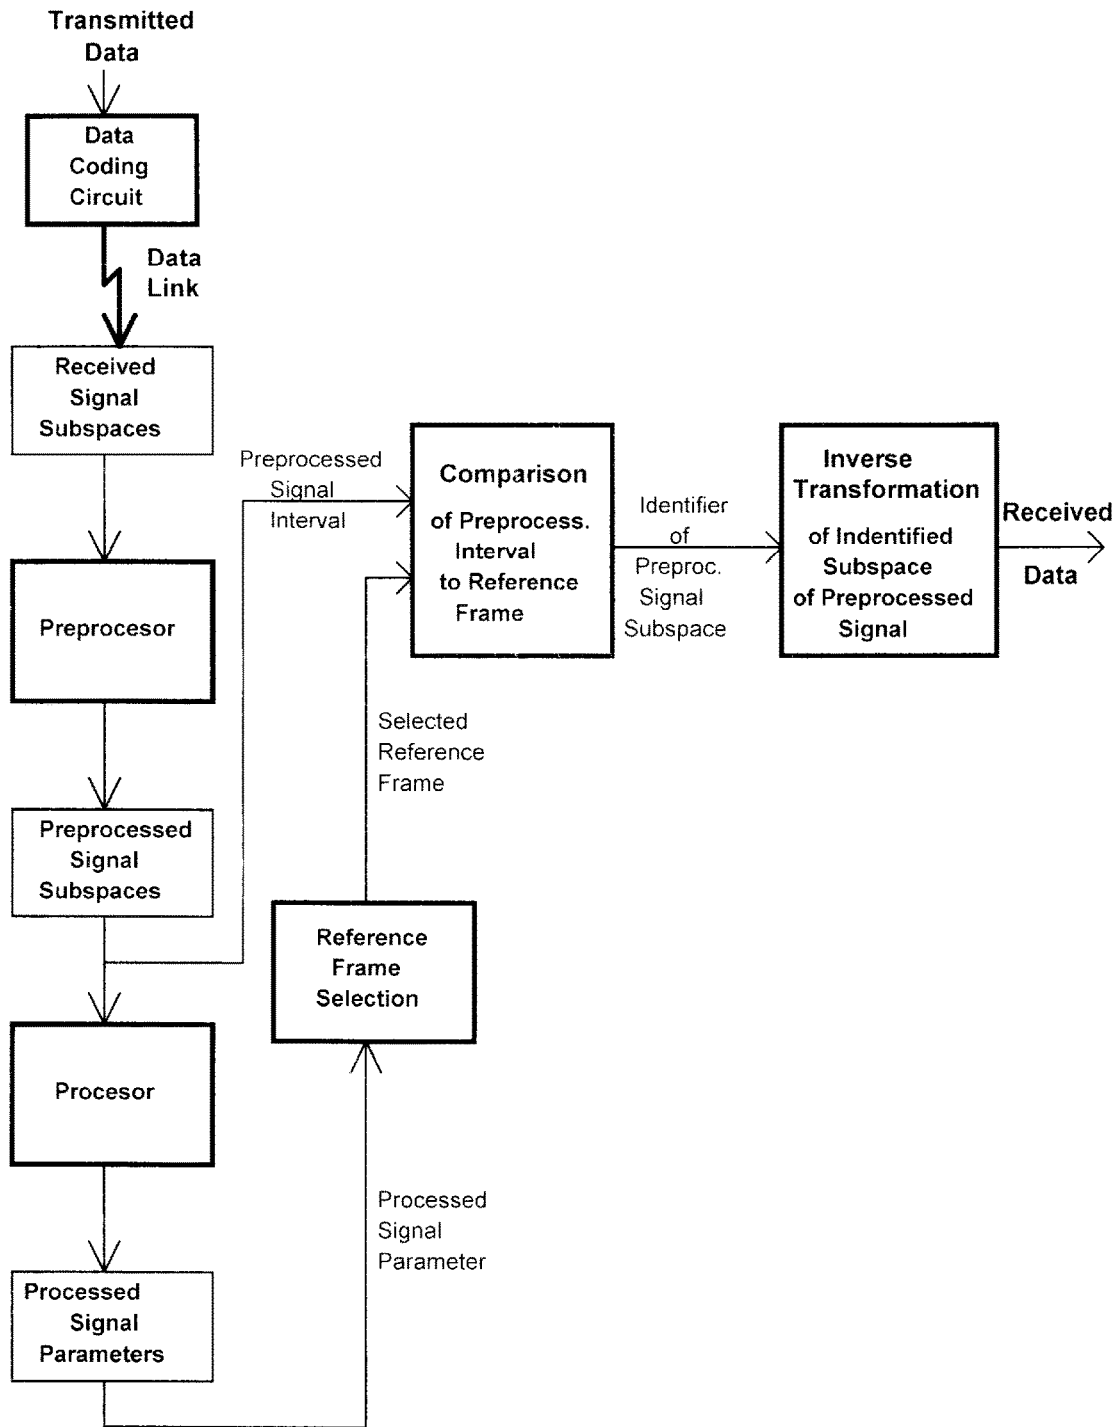 Transmitted
Data
Data
Coding
Circuit
Data
Link
Received
Signal
Subspaces
Preprocesor
Preprocessed
Signal
Subspaces
Procesor
Processed
Signal
Parameters
Preprocessed
Signal
Interval
Selected
Reference
Frame
Reference
Frame
Selection
Processed
Signal
Parameter
Comparison
of Preprocess.
Interval
to Reference
Frame
Identifier
of
Preproc.
Signal
Subspace
Inverse
Transformation
of Indentified
Subspace
of Preprocessed
Signal
Received
Data